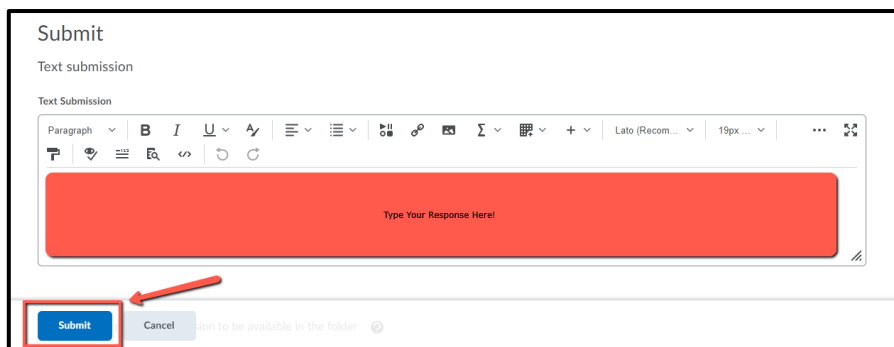 Submit
Text submission
Text Submission
Paragraph B I U A Σ + Lato (Recom... 19px ... ...
Type Your Response Here!
Submit Cancel ion to be available in the folder ?